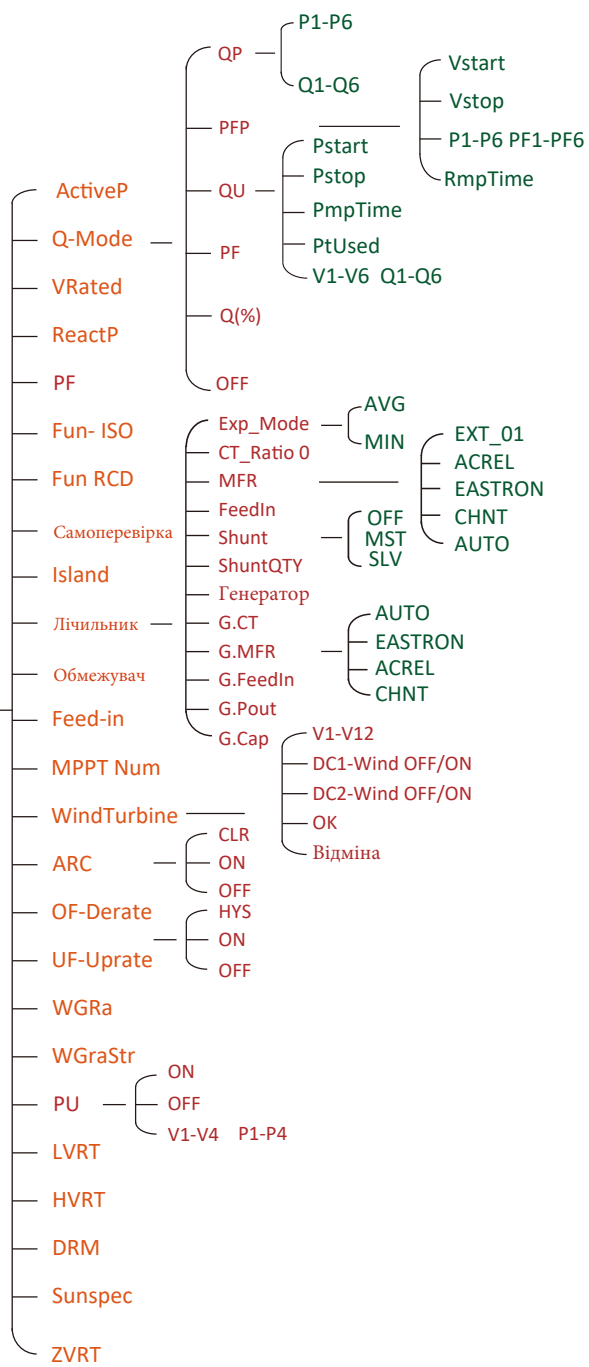 ActiveP
Q-Mode
QP
P1-P6
Q1-Q6
PFP
Vstart
Vstop
P1-P6 PF1-PF6
RmpTime
QU
Pstart
Pstop
PmpTime
PtUsed
V1-V6 Q1-Q6
PF
Q(%)
OFF
VRated
ReactP
PF
Fun- ISO
Fun RCD
Самоперевірка
Island
Лічильник
Exp_Mode
AVG
MIN
CT_Ratio 0
MFR
EXT_01
ACREL
EASTRON
CHNT
AUTO
FeedIn
Shunt
OFF
MST
SLV
ShuntQTY
Генератор
G.CT
G.MFR
AUTO
EASTRON
ACREL
CHNT
G.FeedIn
G.Pout
G.Cap
Обмежувач
Feed-in
MPPT Num
WindTurbine
V1-V12
DC1-Wind OFF/ON
DC2-Wind OFF/ON
OK
Відміна
ARC
CLR
ON
OFF
OF-Derate
UF-Uprate
HYS
ON
OFF
WGRa
WGraStr
PU
ON
OFF
V1-V4 P1-P4
LVRT
HVRT
DRM
Sunspec
ZVRT